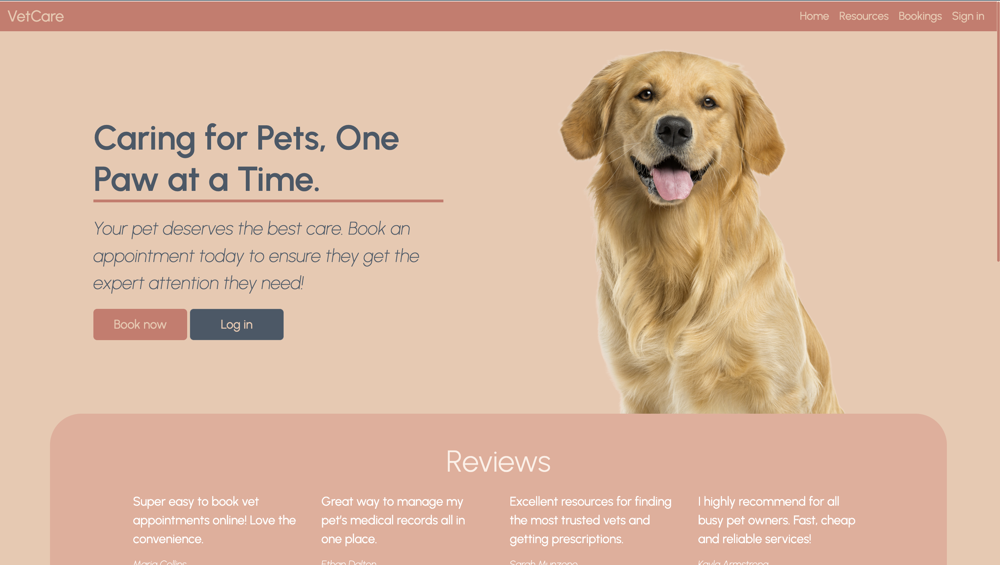 VetCare
Home Resources Bookings Sign in
Caring for Pets, One
Paw at a Time.
Your pet deserves the best care. Book an
appointment today to ensure they get the
expert attention they need!
Book now
Log in
Reviews
Super easy to book vet
appointments online! Love the
convenience.
Maria Collins
Great way to manage my
pet's medical records all in
one place.
Ethan Dalton
Excellent resources for finding
the most trusted vets and
getting prescriptions.
Sarah Munzone
I highly recommend for all
busy pet owners. Fast, cheap
and reliable services!
Kayla Armstrong